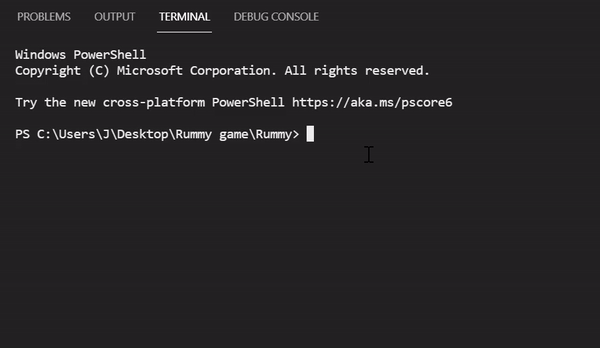 PROBLEMS OUTPUT TERMINAL DEBUG CONSOLE
Windows PowerShell
Copyright (C) Microsoft Corporation. All rights reserved.
Try the new cross-platform PowerShell https://aka.ms/pscore6
PS C:\Users\J\Desktop\Rummy game\Rummy>